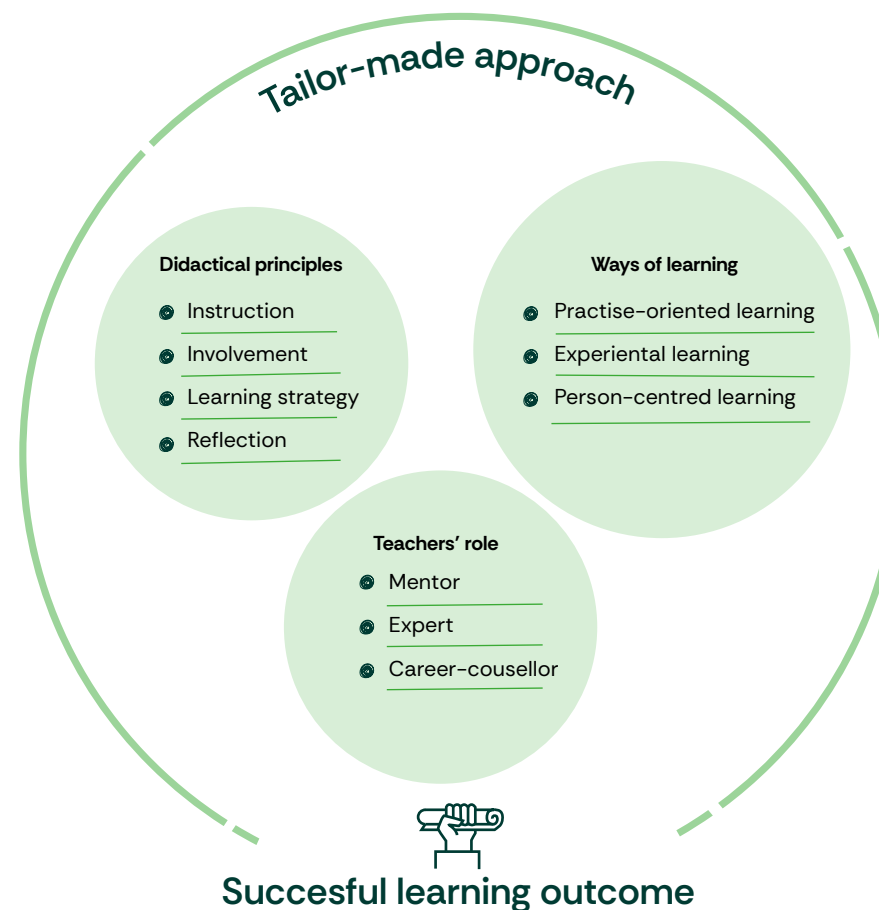 Tailor-made approach
Didactical principles
Instruction
Involvement
Learning strategy
Reflection
Ways of learning
Practise-oriented learning
Experiental learning
Person-centred learning
Teachers' role
Mentor
Expert
Career-cousellor
Succesful learning outcome